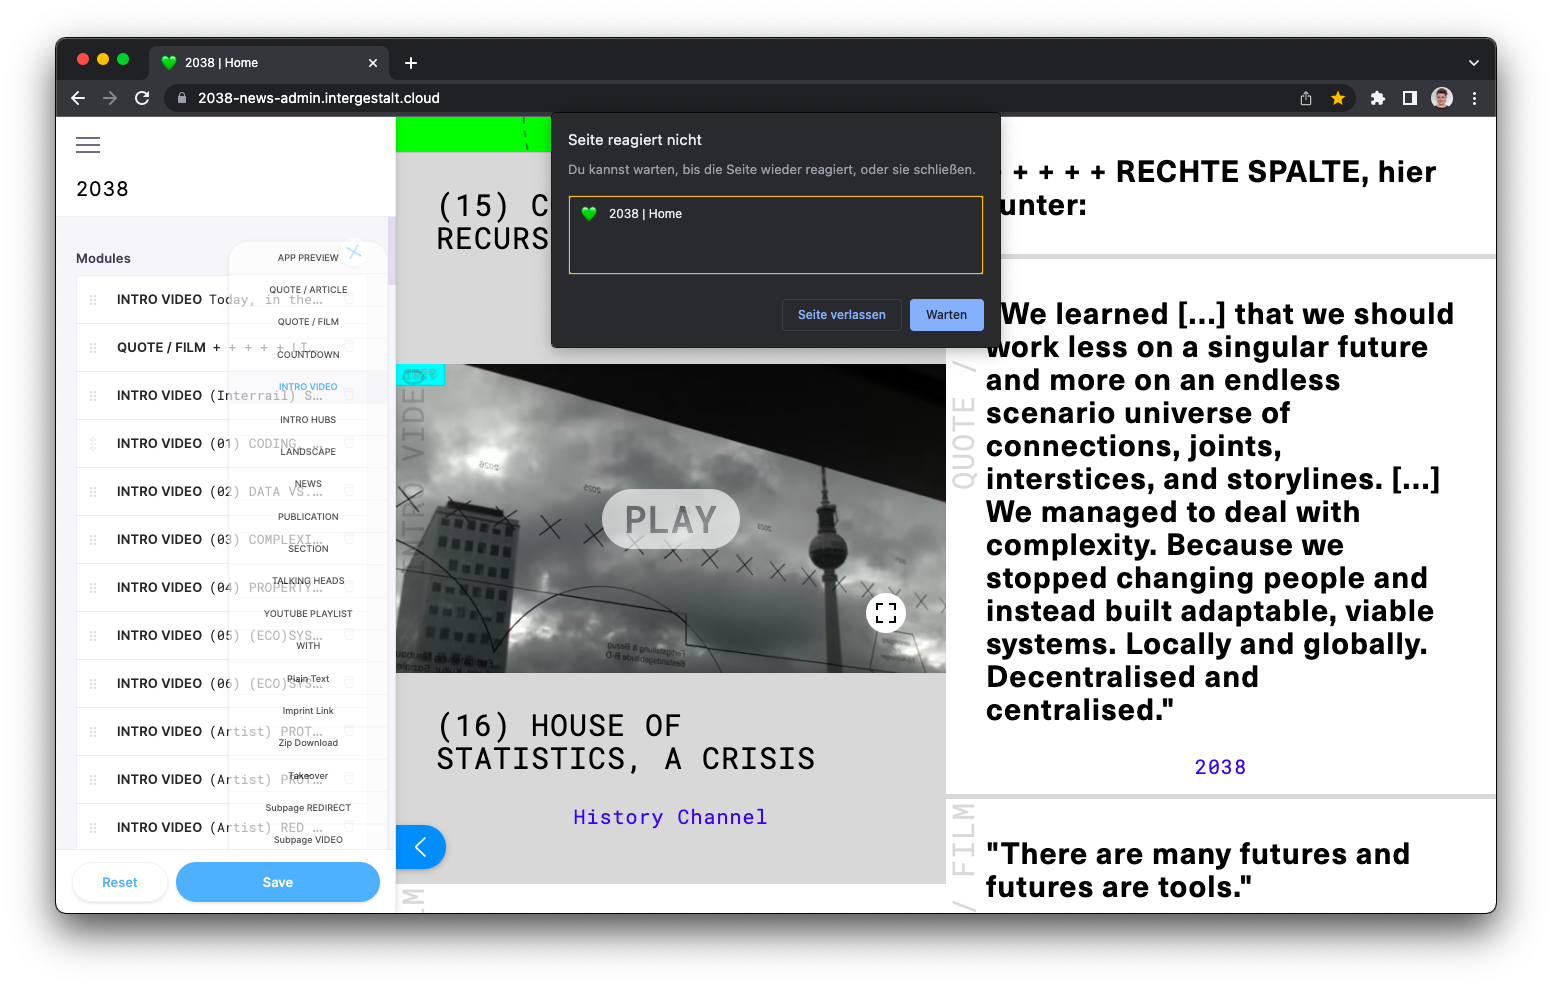 2038 | Home
2038-news-admin.intergestalt.cloud
2038
Modules
INTRO VIDEO Today, in the...
QUOTE / FILM + + + + + LI...
INTRO VIDEO (Interrail) S...
INTRO VIDEO (01) CODING, ...
INTRO VIDEO (02) DATA VS....
INTRO VIDEO (03) COMPLEXI...
INTRO VIDEO (04) PROPERTY...
INTRO VIDEO (05) (ECO)SYS...
INTRO VIDEO (06) (ECO)SYS...
INTRO VIDEO (Artist) PROT...
INTRO VIDEO (Artist) PROT...
INTRO VIDEO (Artist) RED ...
APP PREVIEW
QUOTE / ARTICLE
QUOTE / FILM
COUNTDOWN
INTRO VIDEO
INTRO HUBS
LANDSCAPE
NEWS
PUBLICATION
SECTION
TALKING HEADS
YOUTUBE PLAYLIST
WITH
Plain Text
Imprint Link
Zip Download
Takeover
Subpage REDIRECT
Subpage VIDEO
Reset
Save
Seite reagiert nicht
Du kannst warten, bis die Seite wieder reagiert, oder sie schließen.
2038 | Home
Seite verlassen
Warten
(15) C
RECURS
INTRO VIDE
2026
2025
2023
PLAY
Fertigstellung & Bezug
Bestandsgebäude B-D
(16) HOUSE OF
STATISTICS, A CRISIS
History Channel
LM
+ + + + RECHTE SPALTE, hier
unter:
QUOTE /
We learned [...] that we should
work less on a singular future
and more on an endless
scenario universe of
connections, joints,
interstices, and storylines. [...]
We managed to deal with
complexity. Because we
stopped changing people and
instead built adaptable, viable
systems. Locally and globally.
Decentralised and
centralised."
2038
/ FILM
"There are many futures and
futures are tools."